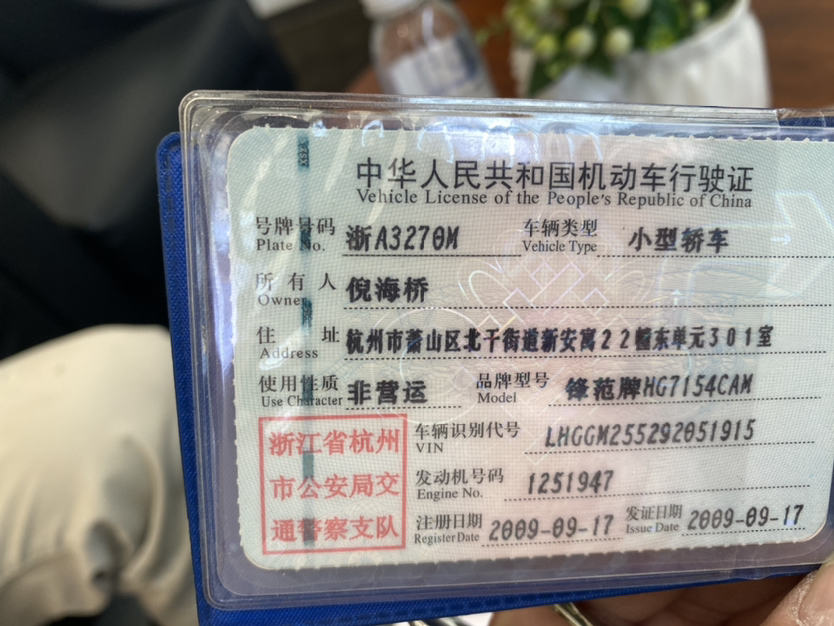 中华人民共和国机动车行驶证
Vehicle License of the People's Republic of China
号牌号码 浙A3270M 车辆类型 小型轿车
Plate No. Vehicle Type
所有人 倪海桥
Owner
住址 杭州市萧山区北干街道新安寓22幢东单元301室
Address
使用性质 非营运 品牌型号 锋范牌HG7154CAM
Use Character Model
浙江省杭州 车辆识别代号 LHGGM255292051915
VIN
市公安局交 发动机号码 1251947
Engine No.
通警察支队 注册日期 2009-09-17 发证日期 2009-09-17
Register Date Issue Date